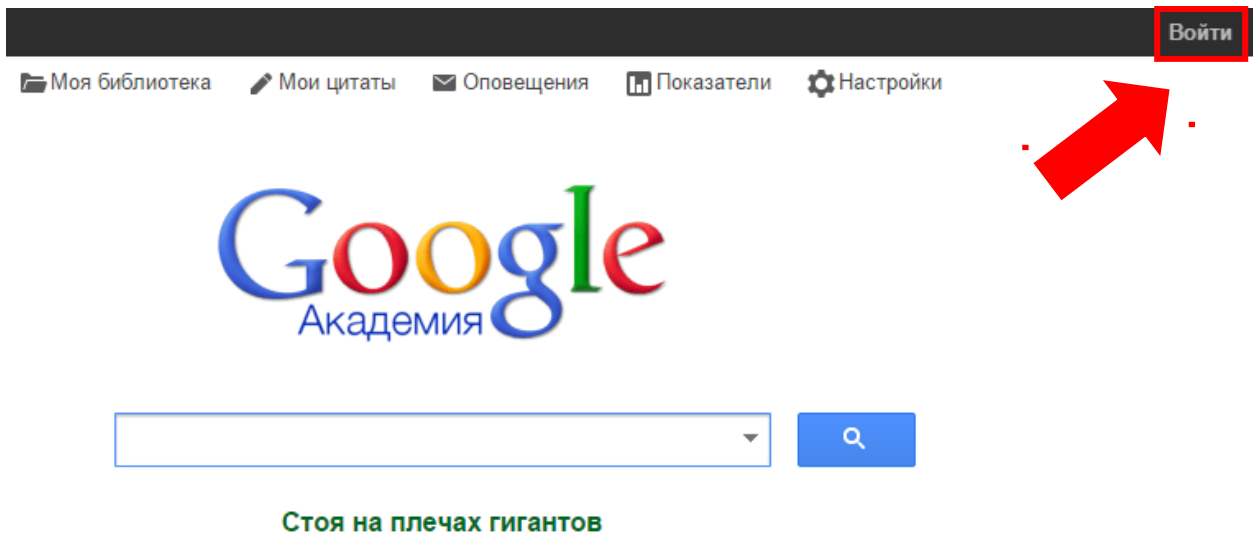 Войти
Моя библиотека Мои цитаты Оповещения Показатели Настройки
Google
Академия
Стоя на плечах гигантов